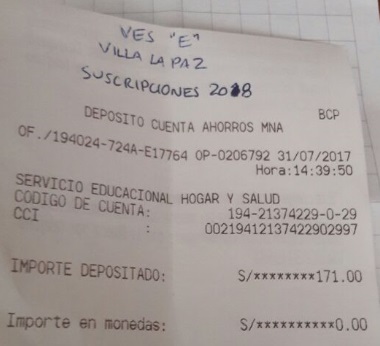 VES "E"
VILLA LA PAZ
SUSCRIPCIONES 2018
BCP
DEPOSITO CUENTA AHORROS MNA
OF./194024-724A-E17764 OP-0206792 31/07/2017
Hora:14:39:50
SERVICIO EDUCACIONAL HOGAR Y SALUD
CODIGO DE CUENTA: 194-21374229-0-29
CCI : 00219412137422902997
IMPORTE DEPOSITADO: S/********171.00
Importe en monedas: S/**********0.00